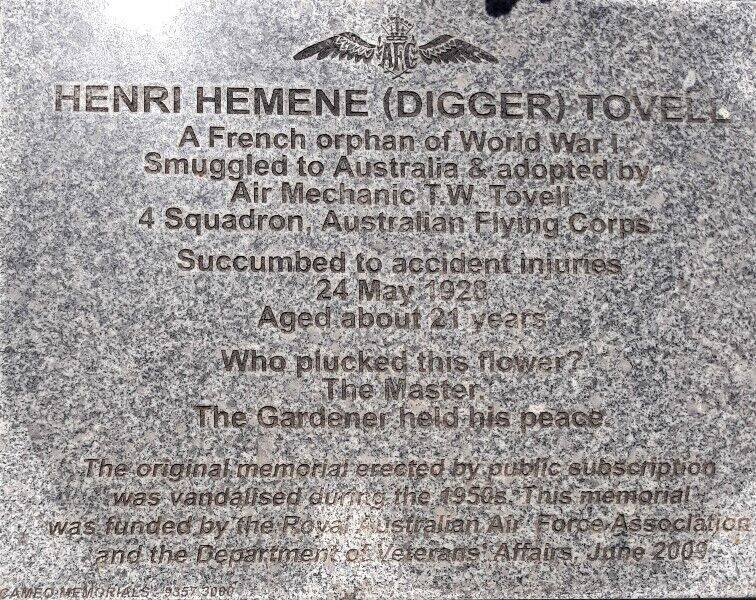 AFC
HENRI HEMENE (DIGGER) TOVELL
A French orphan of World War I
Smuggled to Australia & adopted by
Air Mechanic T.W. Tovell
4 Squadron, Australian Flying Corps
Succumbed to accident injuries
24 May 1928
Aged about 21 years
Who plucked this flower?
The Master.
The Gardener held his peace.
The original memorial erected by public subscription
was vandalised during the 1950s. This memorial
was funded by the Royal Australian Air Force Association
and the Department of Veterans' Affairs, June 2009
CAMEO MEMORIALS 9357 3000